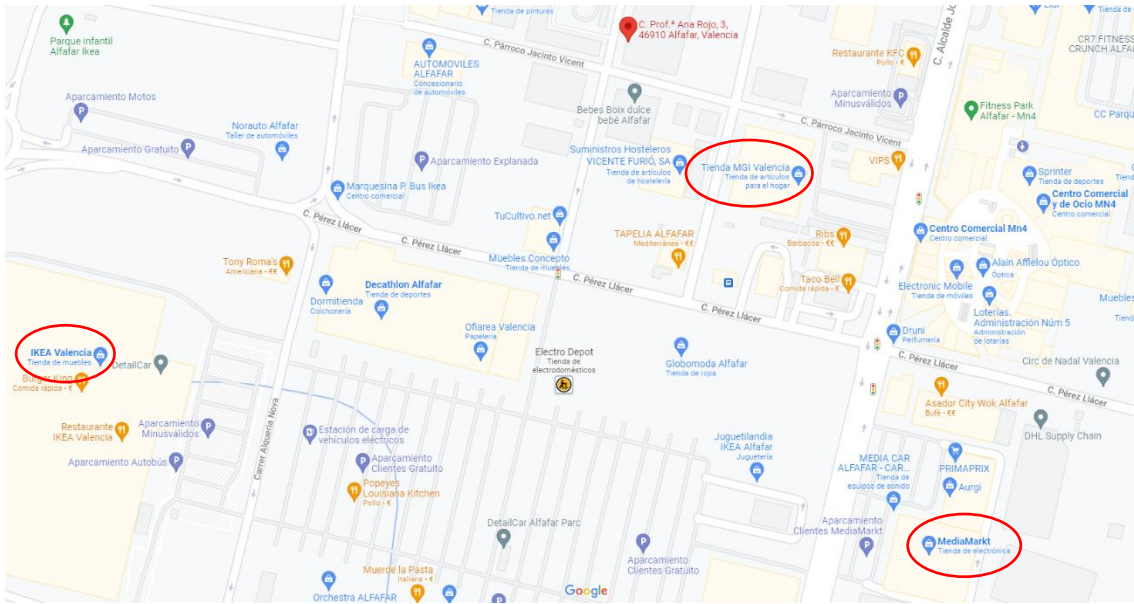 Parque infantil
Alfafar Ikea
Tienda de pinturas
C. Párroco Jacinto Vicent
C. Prof.ª Ana Rojo, 3,
46910 Alfafar, Valencia
C. Alcalde Jo
Tienda de
CR7 FITNESS
CRUNCH ALFA
Restaurante KFC
Pollo · €
AUTOMOVILES
ALFAFAR
Concesionario
de automóviles
Aparcamiento Motos
P
Bebes Boix dulce
bebé Alfafar
Aparcamiento
Minusválidos
P
Fitness Park
Alfafar - Mn4
CC Parqu
Norauto Alfafar
Taller de automóviles
C. Párroco Jacinto Vicent
Aparcamiento Gratuito
P
P
Aparcamiento Explanada
Suministros Hosteleros
VICENTE FURIÓ, SA
Tienda de artículos
de hostelería
Tienda MGI Valencia
Tienda de artículos
para el hogar
VIPS
Sprinter
Tienda de deportes
Marquesina P. Bus Ikea
Centro comercial
Centro Comercial
y de Ocio MN4
Centro comercial
C. Pérez Llácer
TuCultivo.net
C. Pérez Llácer
TAPELIA ALFAFAR
Mediterránea · €€
Ribs
Barbacoa · €€
Centro Comercial Mn4
Centro comercial
Tony Roma's
Americana · €€
Muebles Concepto
Tienda de muebles
Alain Afflelou Óptico
Óptica
Decathlon Alfafar
Tienda de deportes
C. Pérez Llácer
Taco Bell
Comida rápida · €
Electronic Mobile
Tienda de móviles
Muebles
Tiend
Dormitienda
Colchonería
C. Pérez Llácer
Loterías.
Administración Núm 5
Administración
de loterías
Ofiarea Valencia
Papelería
Druni
Perfumería
IKEA Valencia
Tienda de muebles
DetailCar
Electro Depot
Tienda de
electrodomésticos
Globomoda Alfafar
Tienda de ropa
Circ de Nadal Valencia
Burger King
Comida rápida · €
C. Pérez Llácer
Asador City Wok Alfafar
Bufé · €€
Carrer Alqueria Nova
Restaurante
IKEA Valencia
Aparcamiento
Minusválidos
P
Estación de carga de
vehículos eléctricos
Juguetilandia
IKEA Alfafar
Juguetería
DHL Supply Chain
Aparcamiento Autobús
P
P
Aparcamiento
Clientes Gratuito
MEDIA CAR
ALFAFAR - CAR...
Tienda de
equipos de sonido
PRIMAPRIX
Aurgi
Popeyes
Louisiana Kitchen
Pollo · €
DetailCar Alfafar Parc
Aparcamiento
Clientes MediaMarkt
P
MediaMarkt
Tienda de electrónica
P
Aparcamiento
Clientes Gratuito
Muerde la Pasta
Italiana · €
Orchestra ALFAFAR
P
Google